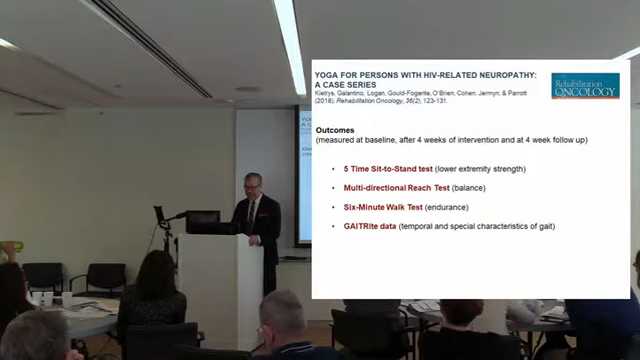 YOGA FOR PERSONS WITH HIV-RELATED NEUROPATHY:
A CASE SERIES
Kietrys, Galantino, Logan, Gould-Fogerite, O'Brien, Cohen, Jermyn, & Parrott
(2018). Rehabilitation Oncology, 36(2), 123-131.
Rehabilitation
ONCOLOGY
Outcomes
(measured at baseline, after 4 weeks of intervention and at 4 week follow up)
• 5 Time Sit-to-Stand test (lower extremity strength)
• Multi-directional Reach Test (balance)
• Six-Minute Walk Test (endurance)
• GAITRite data (temporal and special characteristics of gait)